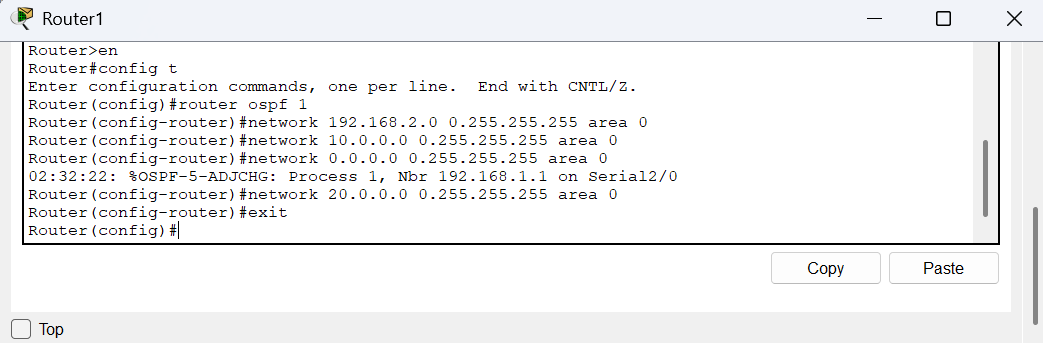 Router1
Router>en
Router#config t
Enter configuration commands, one per line.  End with CNTL/Z.
Router(config)#router ospf 1
Router(config-router)#network 192.168.2.0 0.255.255.255 area 0
Router(config-router)#network 10.0.0.0 0.255.255.255 area 0
Router(config-router)#network 0.0.0.0 0.255.255.255 area 0
02:32:22: %OSPF-5-ADJCHG: Process 1, Nbr 192.168.1.1 on Serial2/0
Router(config-router)#network 20.0.0.0 0.255.255.255 area 0
Router(config-router)#exit
Router(config)#
Copy Paste
Top